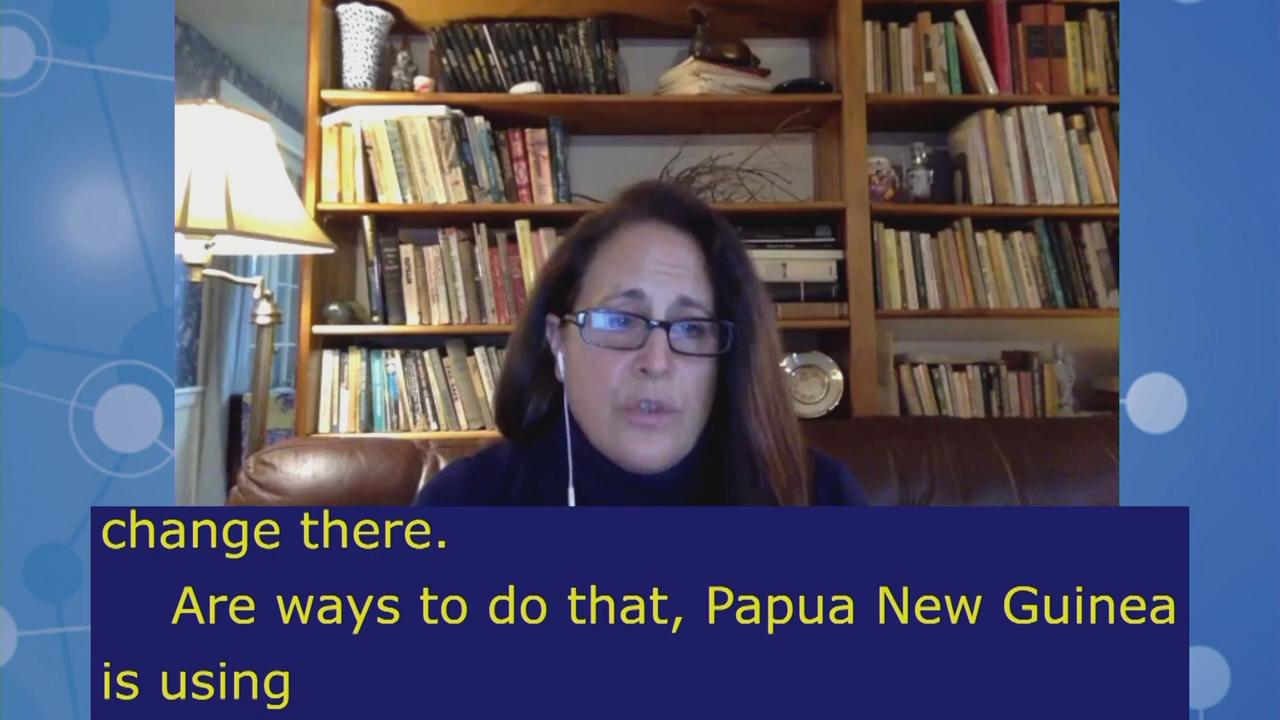 change there.
Are ways to do that, Papua New Guinea
is using